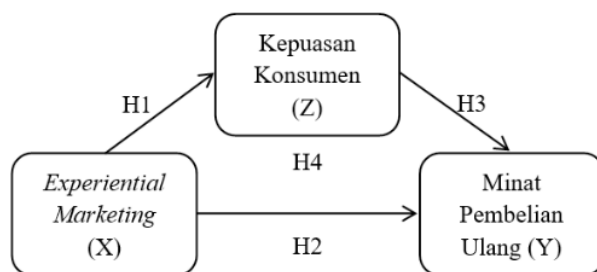 Kepuasan
Konsumen
(Z)
H1
H3
H4
Experiential
Marketing
(X)
H2
Minat
Pembelian
Ulang (Y)